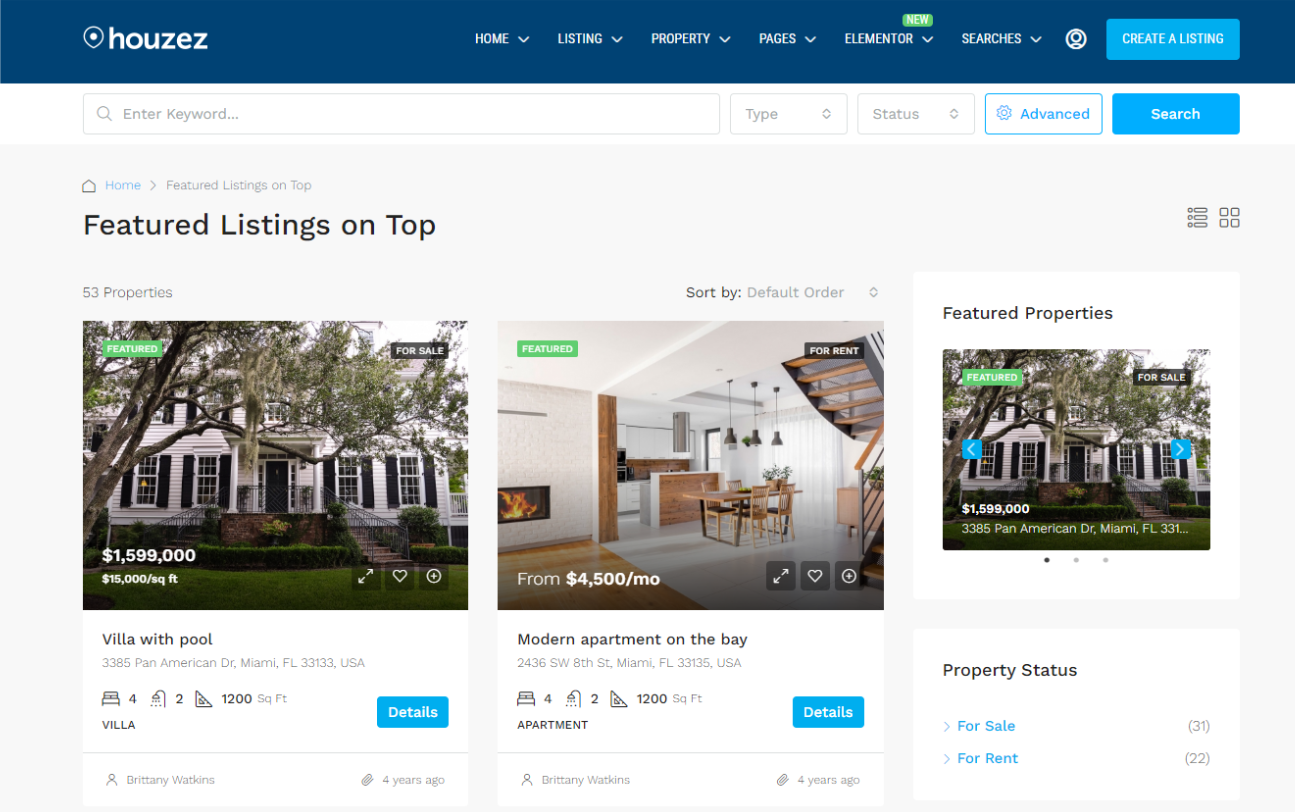 houzez
HOME LISTING PROPERTY PAGES ELEMENTOR NEW SEARCHES CREATE A LISTING
Enter Keyword... Type Status Advanced Search
Home Featured Listings on Top
Featured Listings on Top
53 Properties Sort by: Default Order
FEATURED FOR SALE
$1,599,000
$15,000/sq ft
Villa with pool
3385 Pan American Dr, Miami, FL 33133, USA
4 2 1200 Sq Ft
VILLA
Details
Brittany Watkins 4 years ago
FEATURED FOR RENT
From $4,500/mo
Modern apartment on the bay
2436 SW 8th St, Miami, FL 33135, USA
4 2 1200 Sq Ft
APARTMENT
Details
Brittany Watkins 4 years ago
Featured Properties
FEATURED FOR SALE
$1,599,000
3385 Pan American Dr, Miami, FL 331...
Property Status
For Sale (31)
For Rent (22)